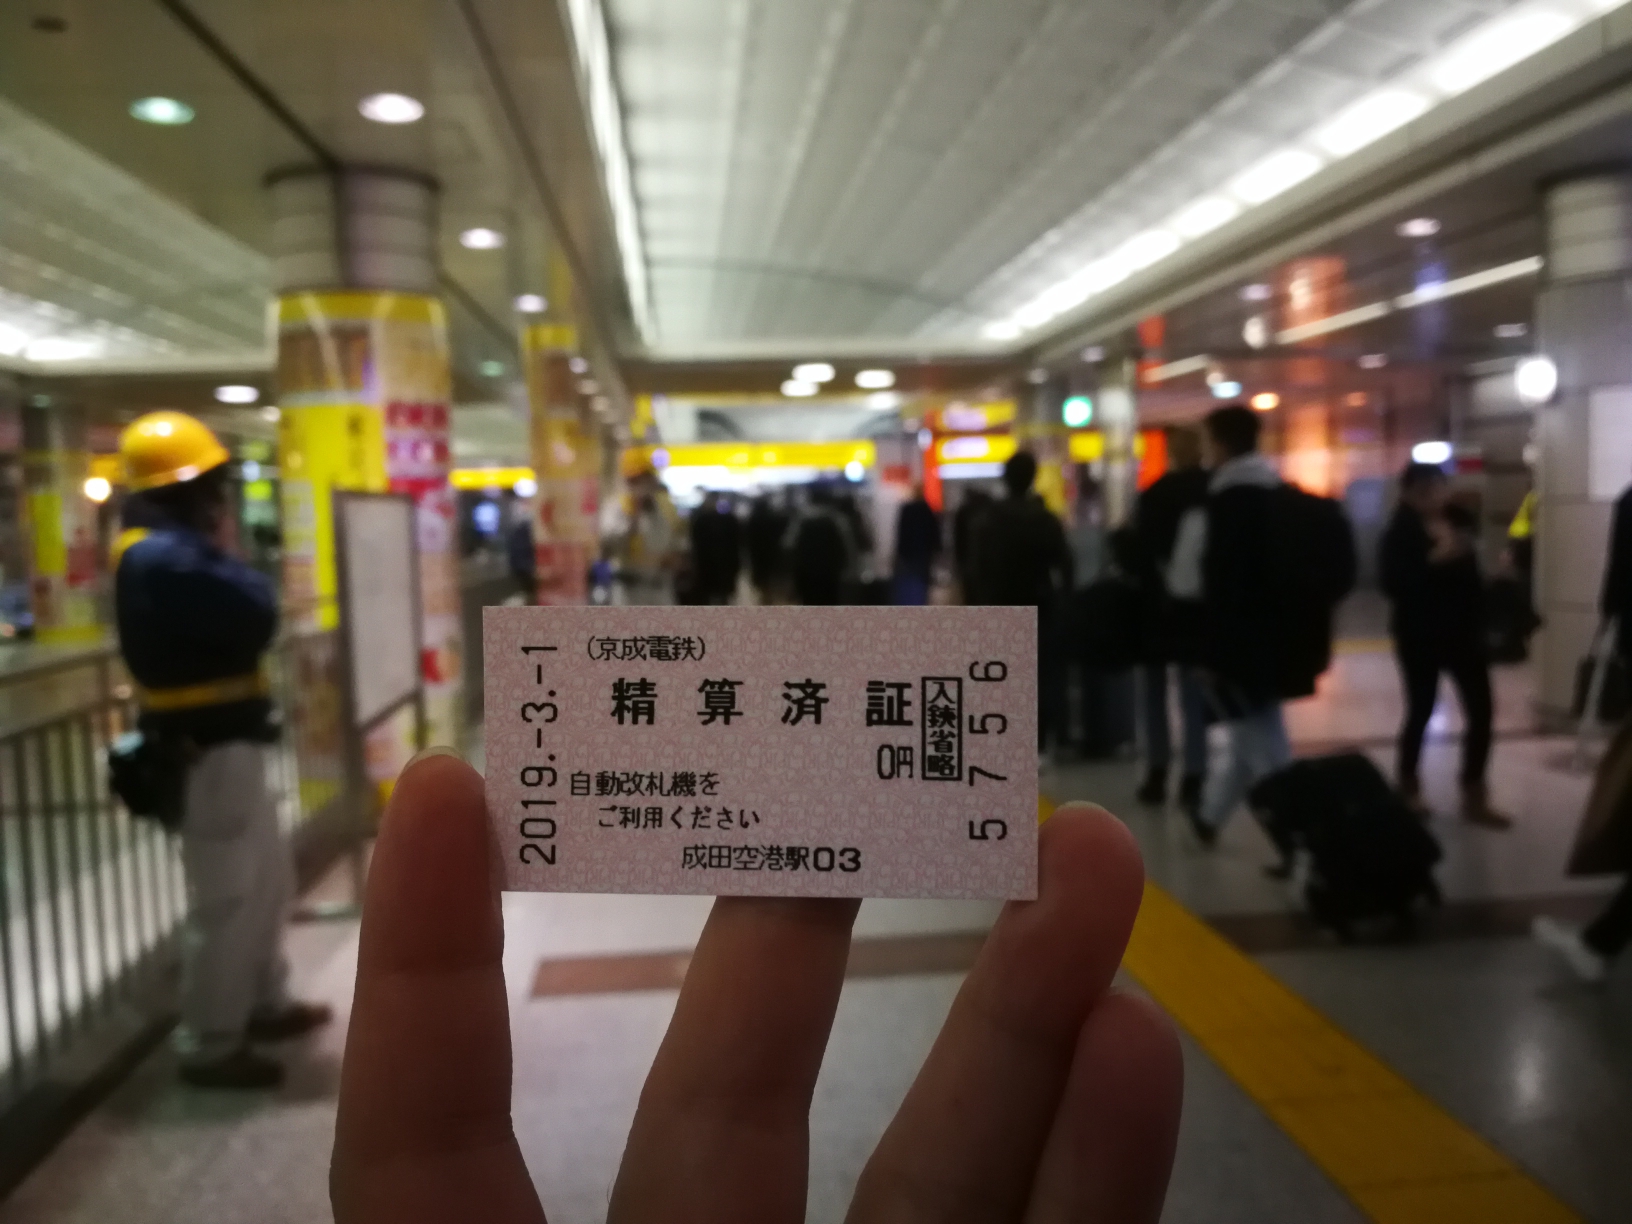 2019.-3.-1
(京成電鉄)
精算済証
入鋏省略
0円
自動改札機を
ご利用ください
成田空港駅03
5756